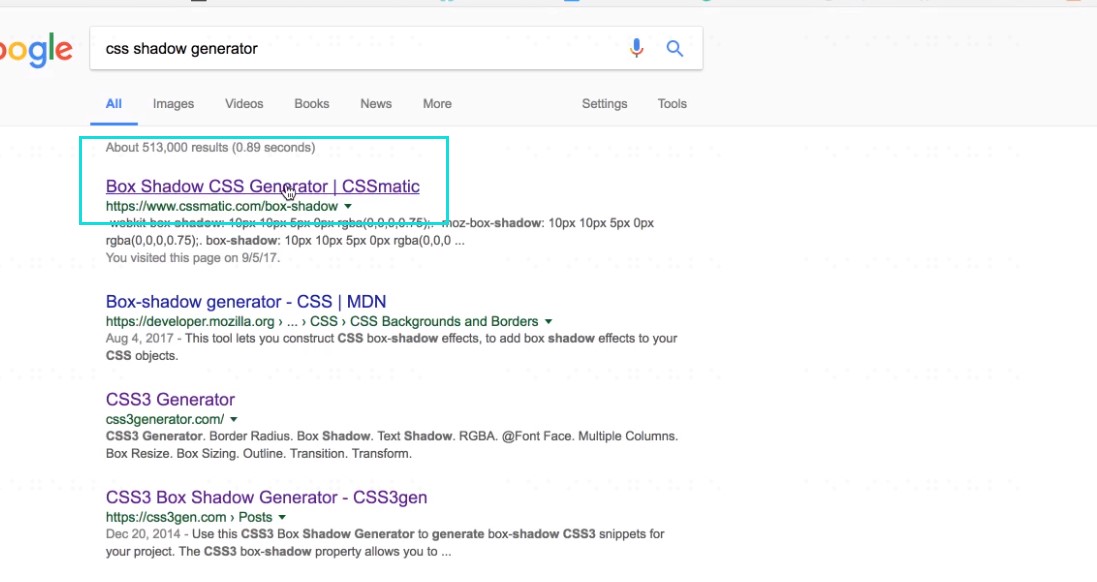 oogle
css shadow generator
All Images Videos Books News More Settings Tools
About 513,000 results (0.89 seconds)
Box Shadow CSS Generator | CSSmatic
https://www.cssmatic.com/box-shadow
-webkit-box-shadow: 10px 10px 5px 0px rgba(0,0,0,0.75);. -moz-box-shadow: 10px 10px 5px 0px
rgba(0,0,0,0.75);. box-shadow: 10px 10px 5px 0px rgba(0,0,0 ...
You visited this page on 9/5/17.
Box-shadow generator - CSS | MDN
https://developer.mozilla.org › ... › CSS › CSS Backgrounds and Borders
Aug 4, 2017 - This tool lets you construct CSS box-shadow effects, to add box shadow effects to your
CSS objects.
CSS3 Generator
css3generator.com/
CSS3 Generator. Border Radius. Box Shadow. Text Shadow. RGBA. @Font Face. Multiple Columns.
Box Resize. Box Sizing. Outline. Transition. Transform.
CSS3 Box Shadow Generator - CSS3gen
https://css3gen.com › Posts
Dec 20, 2014 - Use this CSS3 Box Shadow Generator to generate box-shadow CSS3 snippets for
your project. The CSS3 box-shadow property allows you to ...